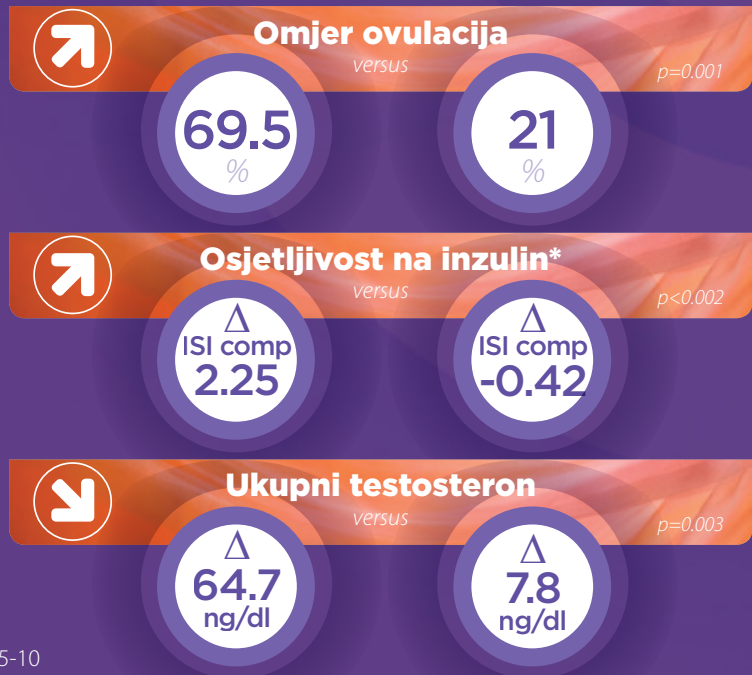 Omjer ovulacija
versus
p=0.001
69.5
%
21
%
Osjetljivost na inzulin*
versus
p<0.002
Δ
ISI comp
2.25
Δ
ISI comp
-0.42
Ukupni testosteron
versus
p=0.003
Δ
64.7
ng/dl
Δ
7.8
ng/dl
5-10